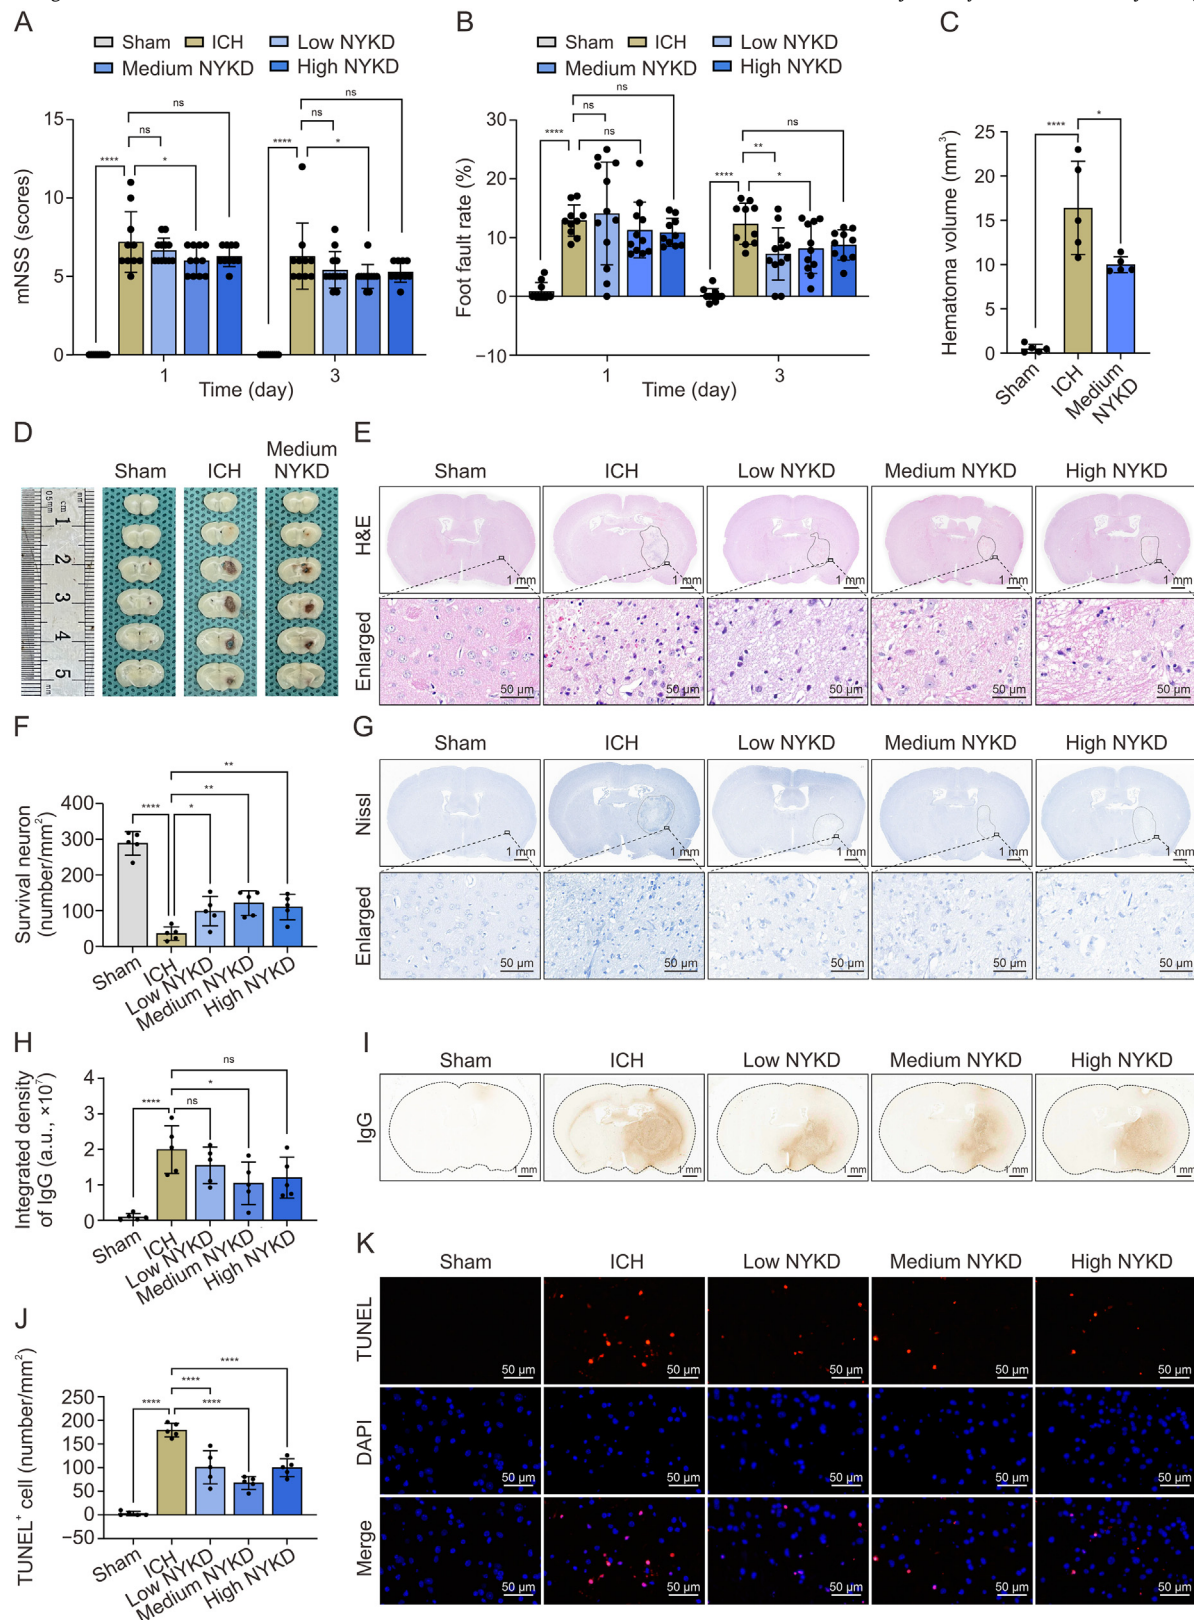 A
Sham ICH Low NYKD
Medium NYKD High NYKD
mNSS (scores)
15
10
5
0
ns
ns
****
*
ns
ns
****
*
1 3
Time (day)
B
Sham ICH Low NYKD
Medium NYKD High NYKD
Foot fault rate (%)
30
20
10
0
−10
ns
ns
****
ns
ns
**
****
*
1 3
Time (day)
C
Hematoma volume (mm³)
25
20
15
10
5
0
****
*
Sham
ICH
Medium
NYKD
D
Sham ICH Medium
NYKD
0.5mm
mm
cm
1
2
3
4
5
E
Sham ICH Low NYKD Medium NYKD High NYKD
H&E
1 mm 1 mm 1 mm 1 mm 1 mm
Enlarged
50 µm 50 µm 50 µm 50 µm 50 µm
F
Survival neuron
(number/mm²)
400
300
200
100
0
**
**
**** *
Sham
ICH
Low NYKD
Medium NYKD
High NYKD
G
Sham ICH Low NYKD Medium NYKD High NYKD
Nissl
1 mm 1 mm 1 mm 1 mm 1 mm
Enlarged
50 µm 50 µm 50 µm 50 µm 50 µm
H
Integrated density
of IgG (a.u., ×10⁷)
4
3
2
1
0
ns
*
**** ns
Sham
ICH
Low NYKD
Medium NYKD
High NYKD
I
Sham ICH Low NYKD Medium NYKD High NYKD
IgG
1 mm 1 mm 1 mm 1 mm 1 mm
J
TUNEL⁺ cell (number/mm²)
250
200
150
100
50
0
−50
****
****
**** ****
Sham
ICH
Low NYKD
Medium NYKD
High NYKD
K
Sham ICH Low NYKD Medium NYKD High NYKD
TUNEL
50 µm 50 µm 50 µm 50 µm 50 µm
DAPI
50 µm 50 µm 50 µm 50 µm 50 µm
Merge
50 µm 50 µm 50 µm 50 µm 50 µm